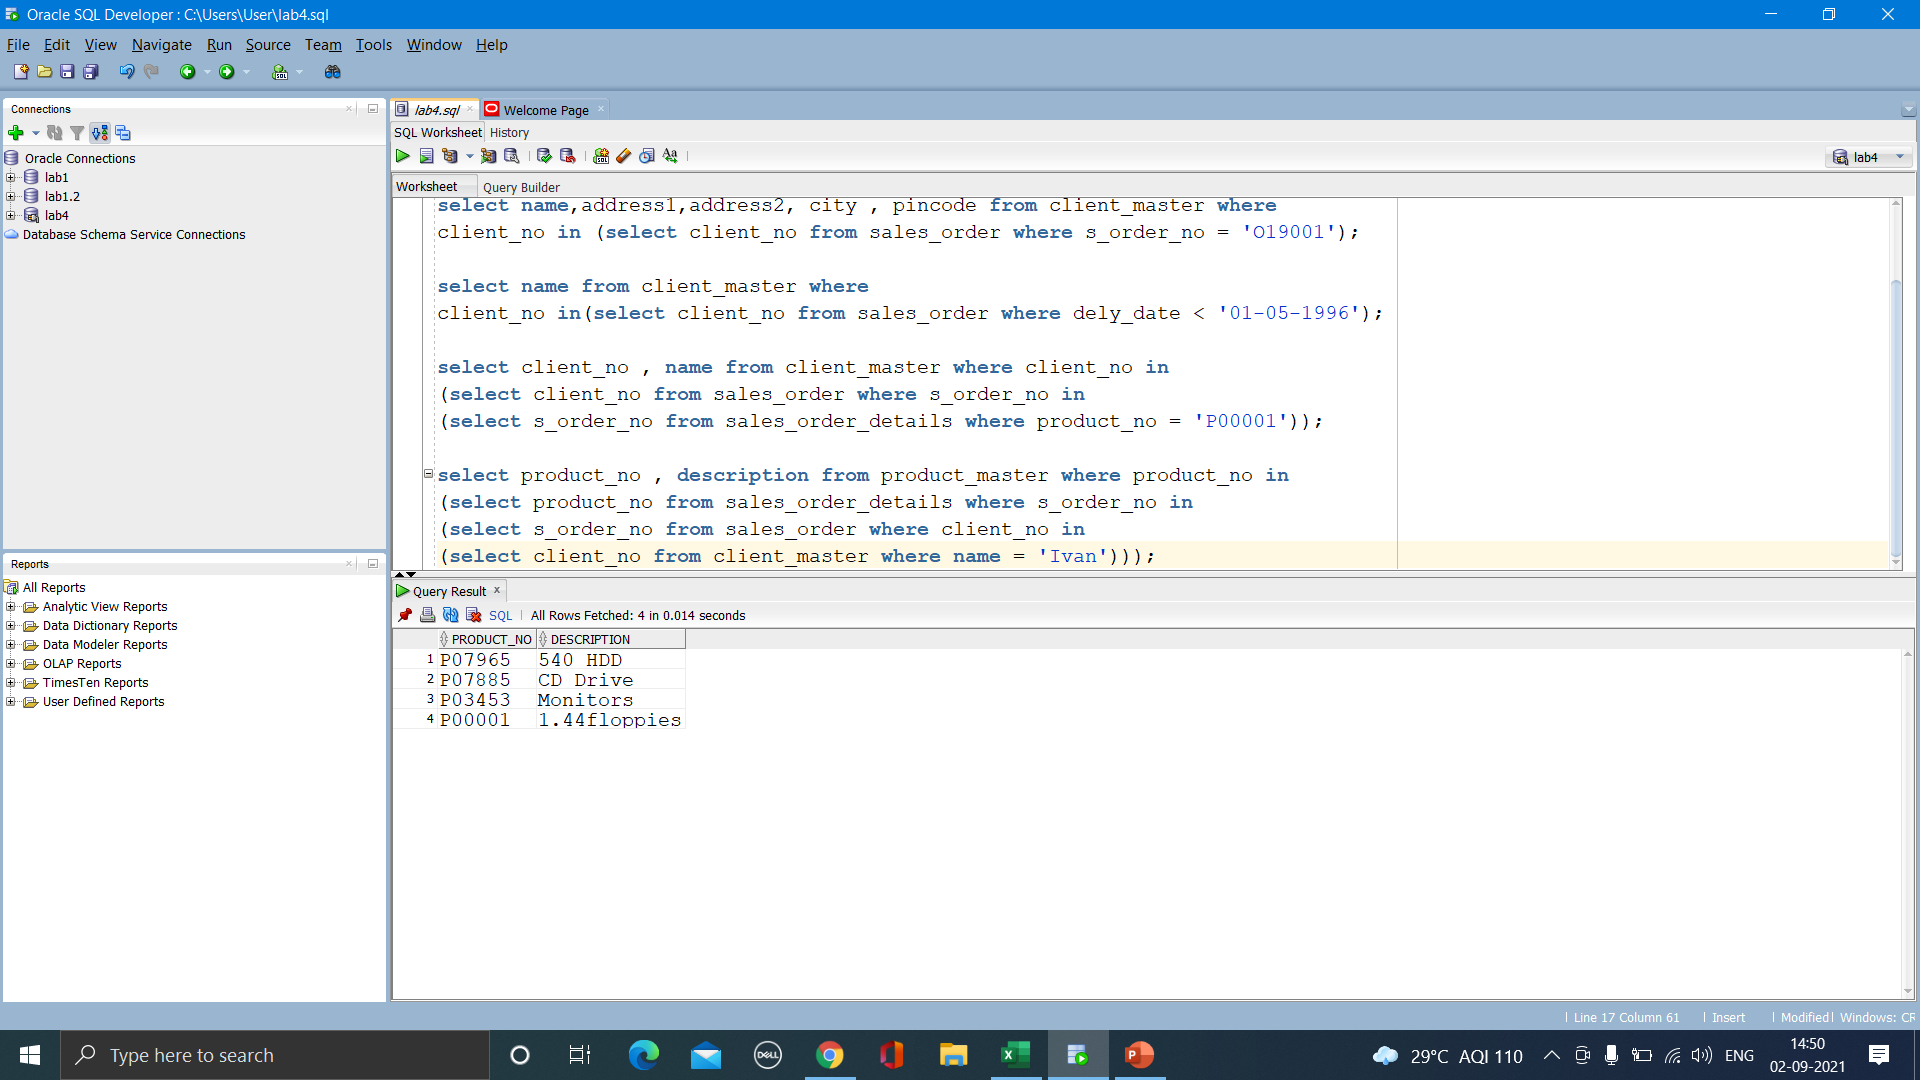 Oracle SQL Developer : C:\Users\User\lab4.sql
File Edit View Navigate Run Source Team Tools Window Help
Connections
Oracle Connections
lab1
lab1.2
lab4
Database Schema Service Connections
Reports
All Reports
Analytic View Reports
Data Dictionary Reports
Data Modeler Reports
OLAP Reports
TimesTen Reports
User Defined Reports
lab4.sql Welcome Page
SQL Worksheet History
lab4
Worksheet Query Builder
select name,address1,address2, city , pincode from client_master where
client_no in (select client_no from sales_order where s_order_no = 'O19001');
select name from client_master where
client_no in(select client_no from sales_order where dely_date < '01-05-1996');
select client_no , name from client_master where client_no in
(select client_no from sales_order where s_order_no in
(select s_order_no from sales_order_details where product_no = 'P00001'));
select product_no , description from product_master where product_no in
(select product_no from sales_order_details where s_order_no in
(select s_order_no from sales_order where client_no in
(select client_no from client_master where name = 'Ivan')));
Query Result
SQL All Rows Fetched: 4 in 0.014 seconds
PRODUCT_NO DESCRIPTION
1 P07965 540 HDD
2 P07885 CD Drive
3 P03453 Monitors
4 P00001 1.44floppies
Line 17 Column 61 Insert Modified Windows: CR
Type here to search
DELL
29°C AQI 110
ENG
14:50
02-09-2021